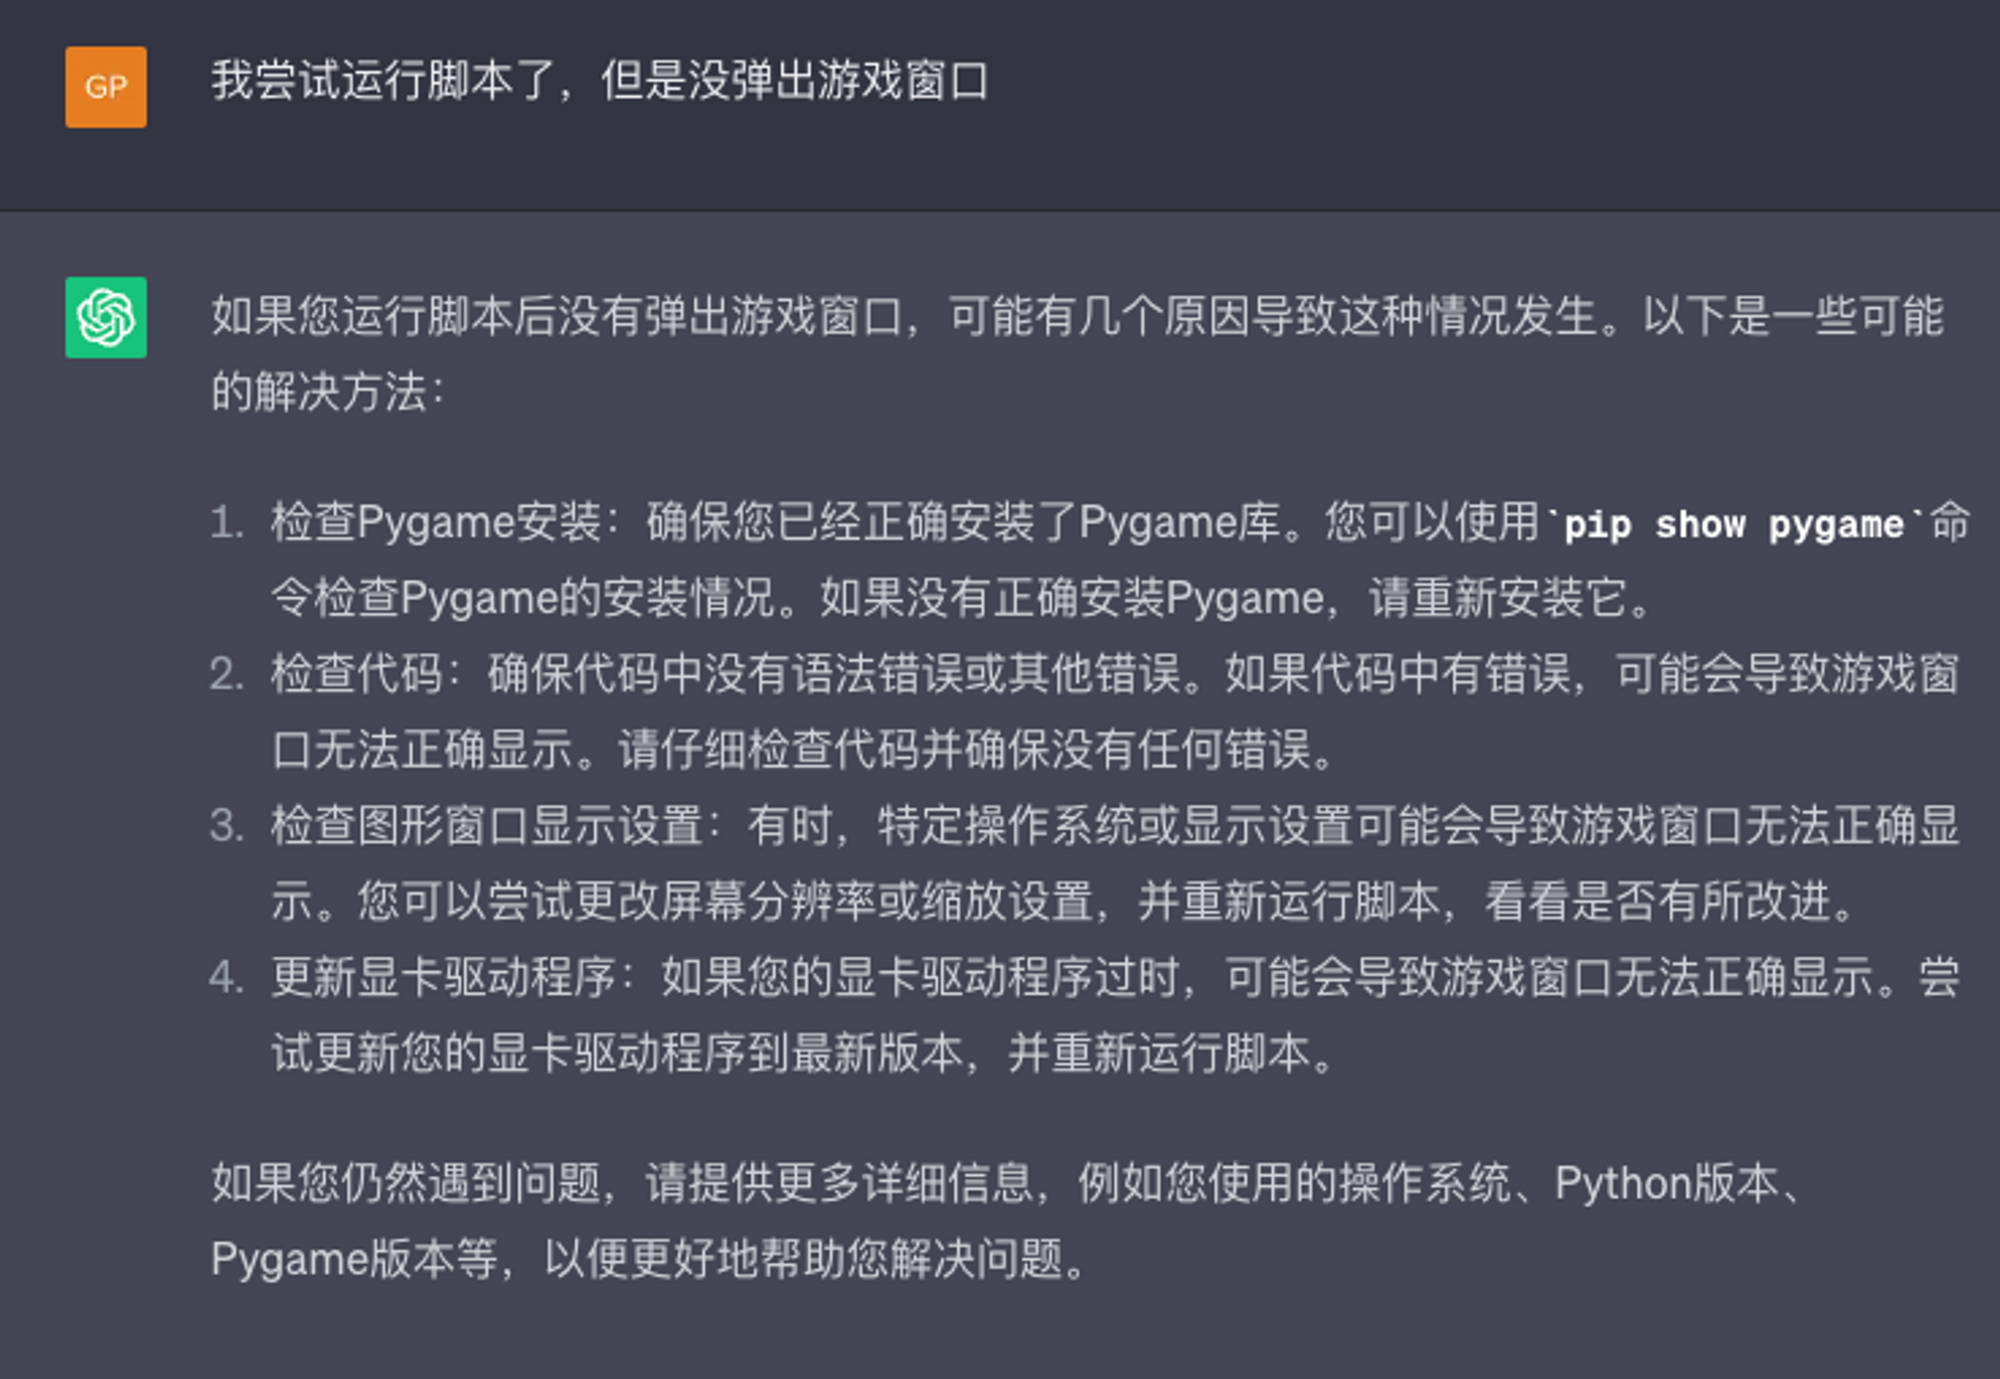 GP
我尝试运行脚本了，但是没弹出游戏窗口
如果您运行脚本后没有弹出游戏窗口，可能有几个原因导致这种情况发生。以下是一些可能
的解决方法：
1. 检查Pygame安装：确保您已经正确安装了Pygame库。您可以使用`pip show pygame`命
令检查Pygame的安装情况。如果没有正确安装Pygame，请重新安装它。
2. 检查代码：确保代码中没有语法错误或其他错误。如果代码中有错误，可能会导致游戏窗
口无法正确显示。请仔细检查代码并确保没有任何错误。
3. 检查图形窗口显示设置：有时，特定操作系统或显示设置可能会导致游戏窗口无法正确显
示。您可以尝试更改屏幕分辨率或缩放设置，并重新运行脚本，看看是否有所改进。
4. 更新显卡驱动程序：如果您的显卡驱动程序过时，可能会导致游戏窗口无法正确显示。尝
试更新您的显卡驱动程序到最新版本，并重新运行脚本。
如果您仍然遇到问题，请提供更多详细信息，例如您使用的操作系统、Python版本、
Pygame版本等，以便更好地帮助您解决问题。